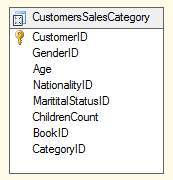 CustomersSalesCategory
CustomerID
GenderID
Age
NationalityID
MarititalStatusID
ChildrenCount
BookID
CategoryID